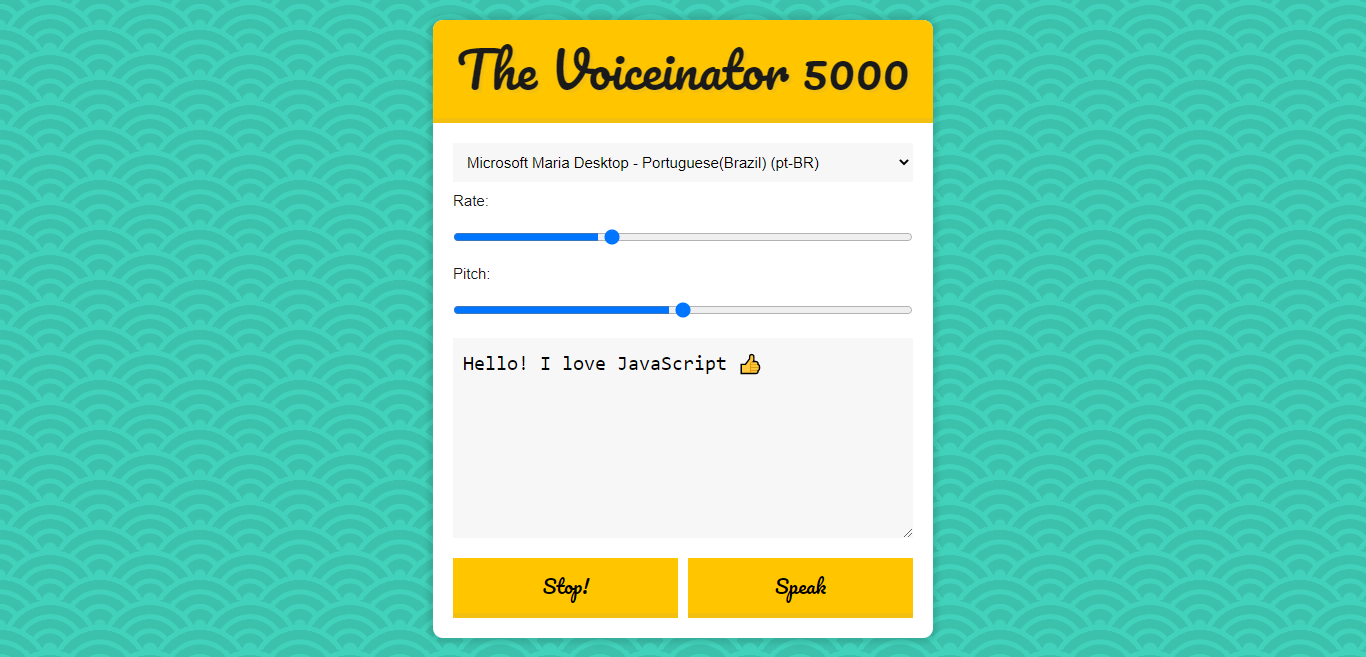 The Voiceinator 5000
Microsoft Maria Desktop - Portuguese(Brazil) (pt-BR)
Rate:
Pitch:
Hello! I love JavaScript 👍
Stop!
Speak